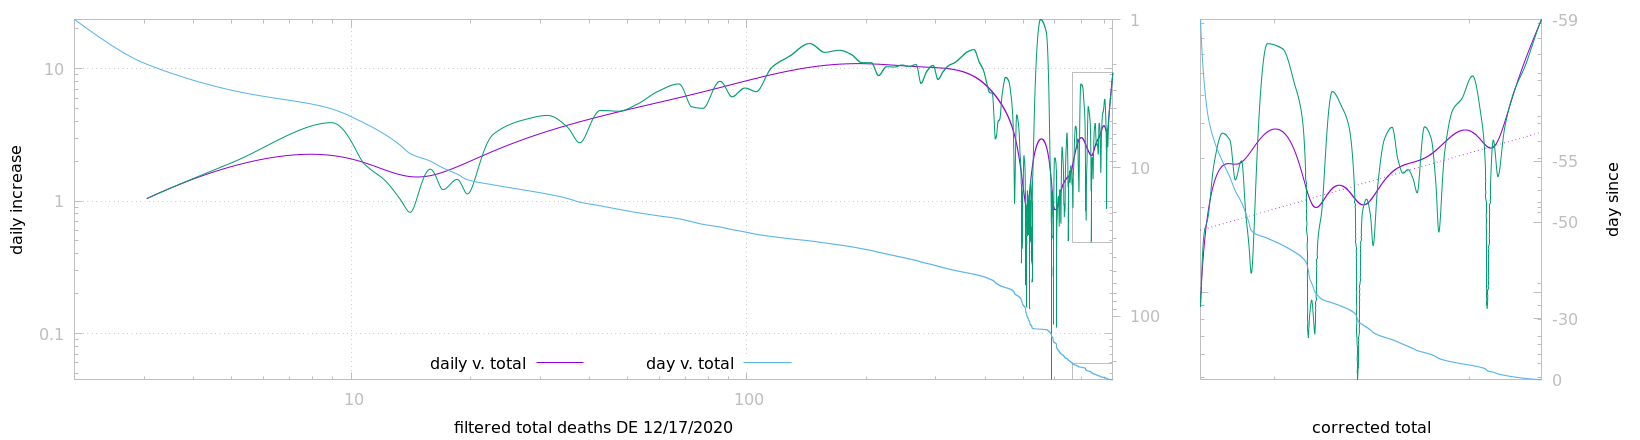 daily increase
10
1
0.1
10
100
filtered total deaths DE 12/17/2020
daily v. total
day v. total
1
10
100
-59
-55
-50
-30
0
day since
corrected total